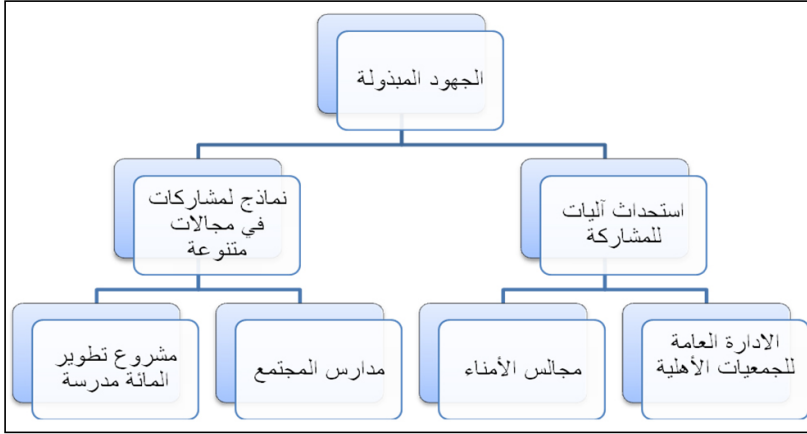 الجهود المبذولة
استحداث آليات
للمشاركة
نماذج لمشاركات
في مجالات
متنوعة
الادارة العامة
للجمعيات الأهلية
مجالس الأمناء
مدارس المجتمع
مشروع تطوير
المائة مدرسة